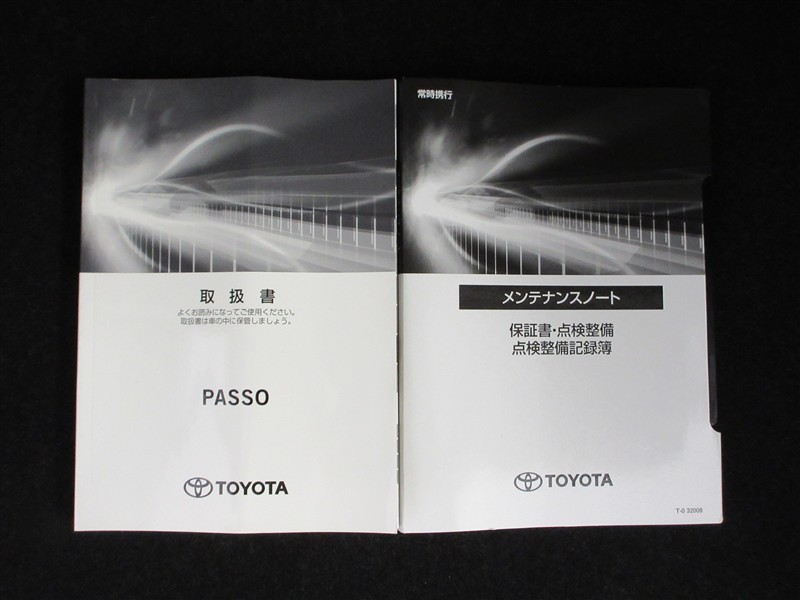 取扱書
よくお読みになってご使用ください。
取扱書は車の中に保管しましょう。
PASSO
TOYOTA
常時携行
メンテナンスノート
保証書・点検整備
点検整備記録簿
TOYOTA
T-0 32008